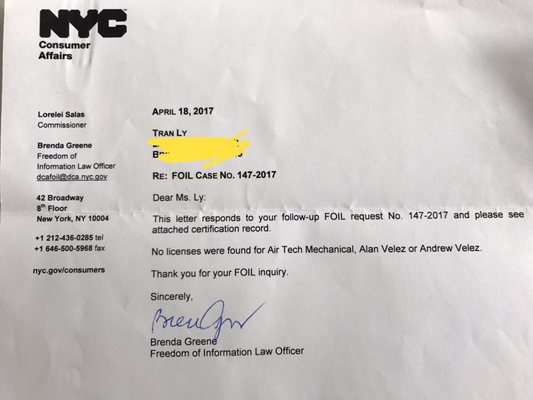 NYC
Consumer
Affairs
Lorelei Salas
Commissioner
Brenda Greene
Freedom of
Information Law Officer
dcafoil@dca.nyc.gov
42 Broadway
8th Floor
New York, NY 10004
+1 212-436-0285 tel
+1 646-500-5968 fax
nyc.gov/consumers
APRIL 18, 2017
TRAN LY
RE: FOIL CASE NO. 147-2017
Dear Ms. Ly:
This letter responds to your follow-up FOIL request No. 147-2017 and please see
attached certification record.
No licenses were found for Air Tech Mechanical, Alan Velez or Andrew Velez.
Thank you for your FOIL inquiry.
Sincerely,
Brenda Greene
Freedom of Information Law Officer